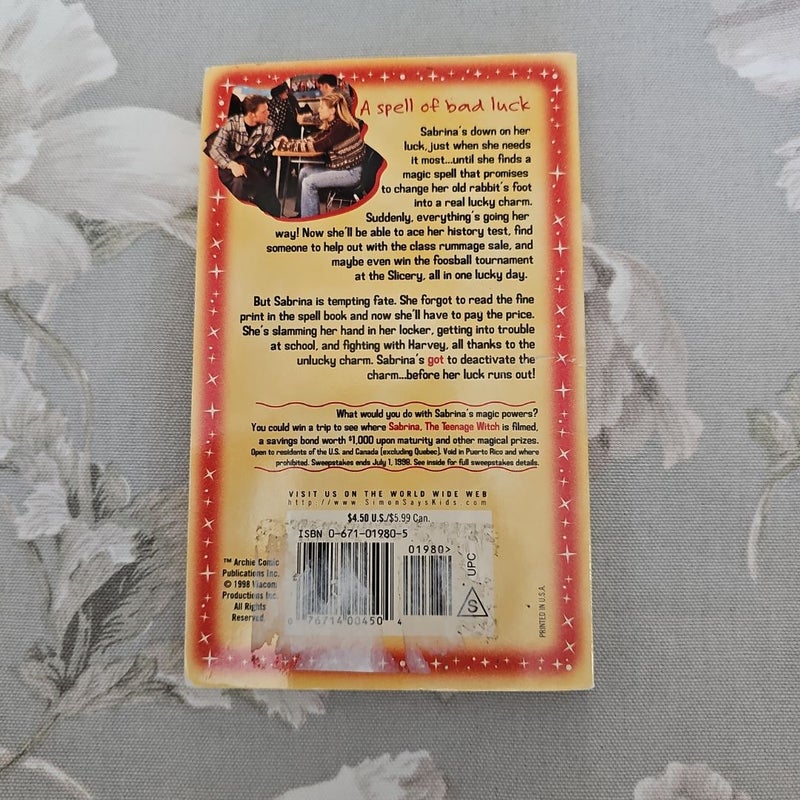 A spell of bad luck
Sabrina's down on her
luck, just when she needs
it most...until she finds a
magic spell that promises
to change her old rabbit's foot
into a real lucky charm.
Suddenly, everything's going her
way! Now she'll be able to ace her history test, find
someone to help out with the class rummage sale, and
maybe even win the foosball tournament
at the Slicery, all in one lucky day.
But Sabrina is tempting fate. She forgot to read the fine
print in the spell book and now she'll have to pay the price.
She's slamming her hand in her locker, getting into trouble
at school, and fighting with Harvey, all thanks to the
unlucky charm. Sabrina's got to deactivate the
charm...before her luck runs out!
What would you do with Sabrina's magic powers?
You could win a trip to see where Sabrina, The Teenage Witch is filmed,
a savings bond worth $1,000 upon maturity and other magical prizes.
Open to residents of the U.S. and Canada (excluding Quebec). Void in Puerto Rico and where
prohibited. Sweepstakes ends July 1, 1998. See inside for full sweepstakes details.
VISIT US ON THE WORLD WIDE WEB
http://www.SimonSaysKids.com
$4.50 U.S./$5.99 Can.
ISBN 0-671-01980-5
01980>
™ Archie Comic
Publications Inc.
© 1998 Viacom
Productions Inc.
All Rights
Reserved.
0 76714 00450 4
UPC
S
PRINTED IN U.S.A.